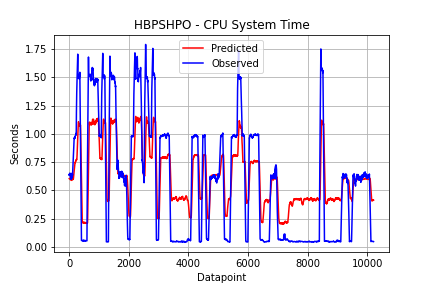 HBPSHPO - CPU System Time
Predicted
Observed
1.75
1.50
1.25
1.00
0.75
0.50
0.25
0.00
Seconds
0 2000 4000 6000 8000 10000
Datapoint